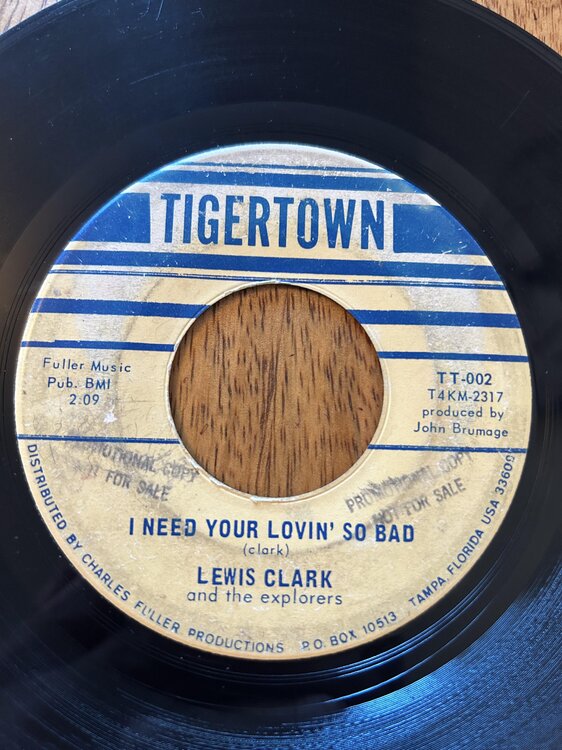 TIGERTOWN
Fuller Music
Pub. BMI
2:09
TT-002
T4KM-2317
produced by
John Brumage
PROMOTIONAL COPY
NOT FOR SALE
PROMOTIONAL COPY
NOT FOR SALE
I NEED YOUR LOVIN' SO BAD
(clark)
LEWIS CLARK
and the explorers
DISTRIBUTED BY CHARLES FULLER PRODUCTIONS P.O. BOX 10513 TAMPA, FLORIDA USA 33609